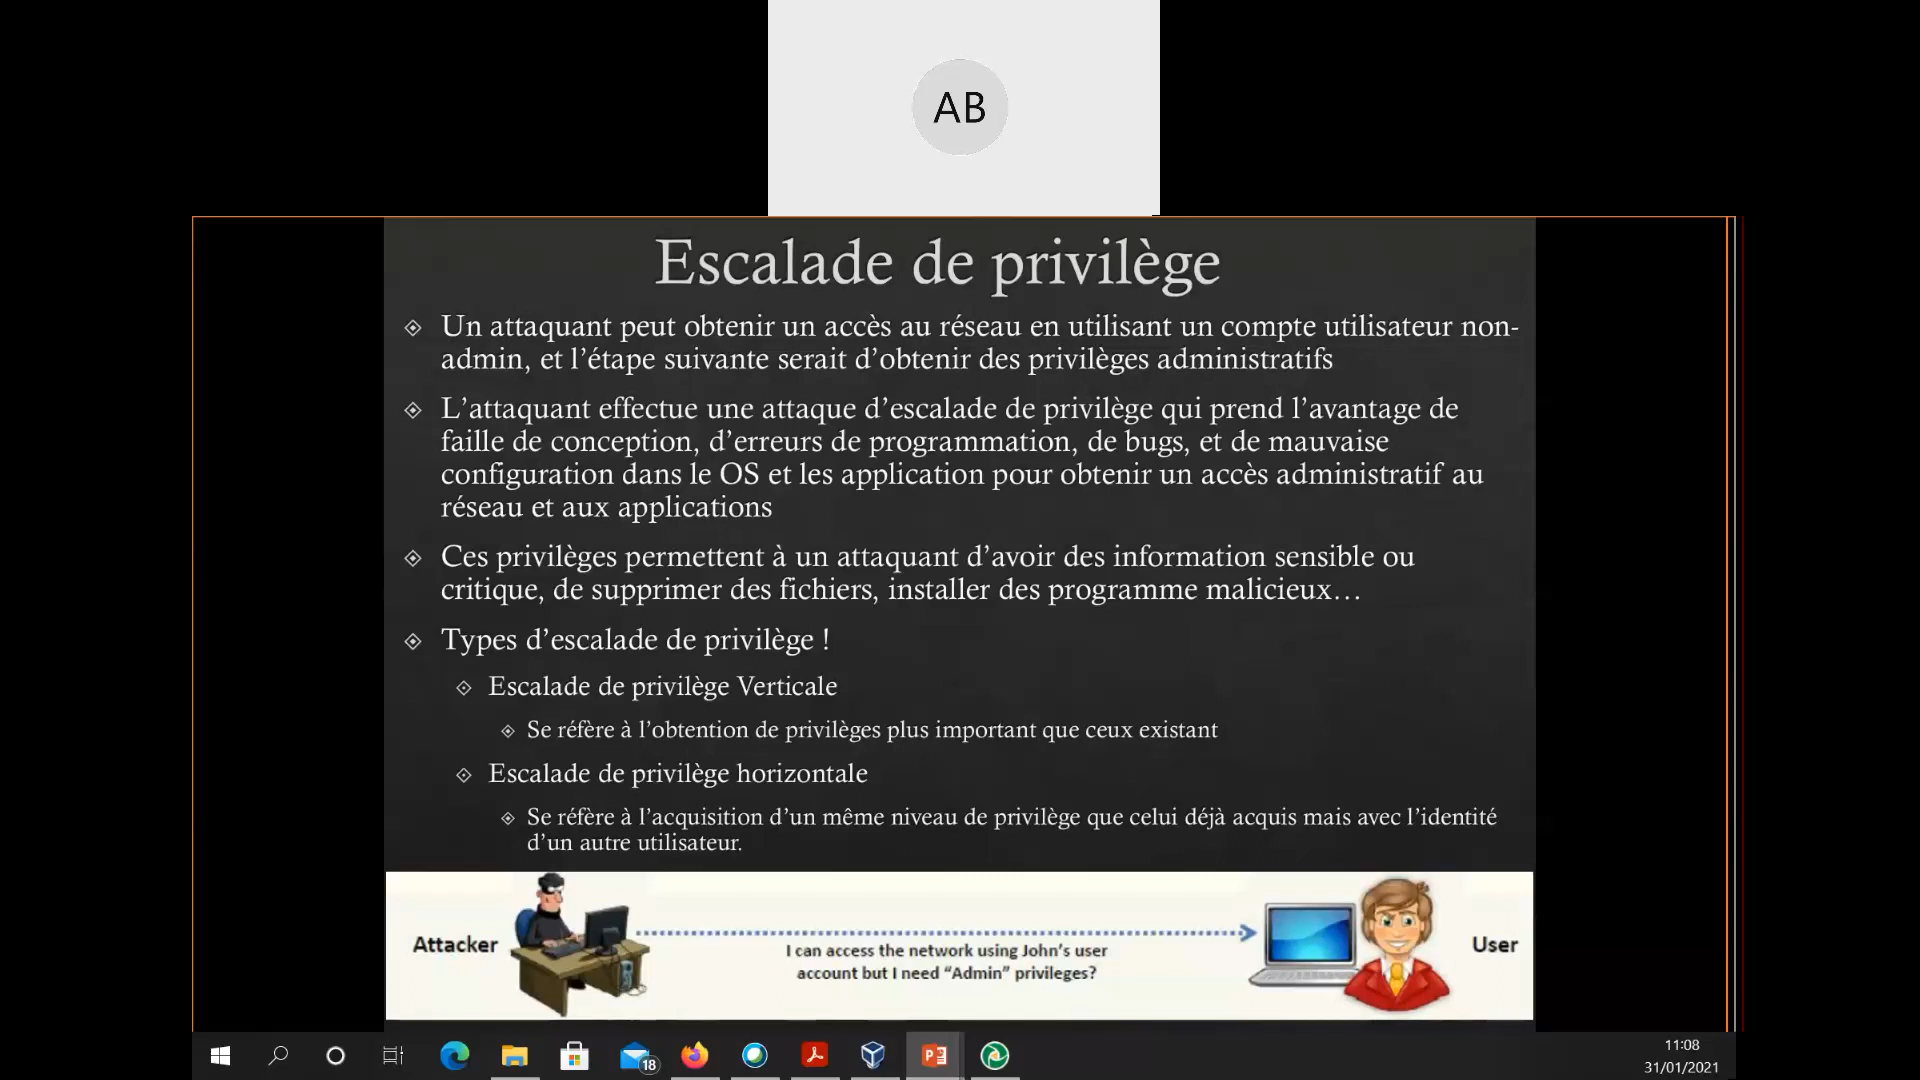 AB
Escalade de privilège
Un attaquant peut obtenir un accès au réseau en utilisant un compte utilisateur non-
admin, et l’étape suivante serait d’obtenir des privilèges administratifs
L’attaquant effectue une attaque d’escalade de privilège qui prend l’avantage de
faille de conception, d’erreurs de programmation, de bugs, et de mauvaise
configuration dans le OS et les application pour obtenir un accès administratif au
réseau et aux applications
Ces privilèges permettent à un attaquant d’avoir des information sensible ou
critique, de supprimer des fichiers, installer des programme malicieux…
Types d’escalade de privilège !
Escalade de privilège Verticale
Se réfère à l’obtention de privilèges plus important que ceux existant
Escalade de privilège horizontale
Se réfère à l’acquisition d’un même niveau de privilège que celui déjà acquis mais avec l’identité
d’un autre utilisateur.
Attacker
I can access the network using John’s user
account but I need “Admin” privileges?
User
18
11:08
31/01/2021